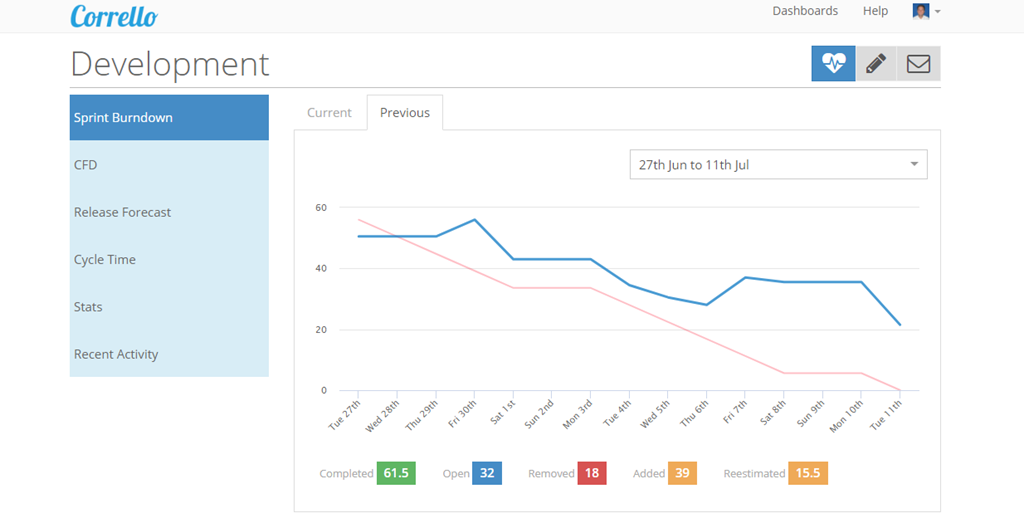 Corrello
Dashboards Help
Development
Sprint Burndown
CFD
Release Forecast
Cycle Time
Stats
Recent Activity
Current Previous
27th Jun to 11th Jul
60
40
20
0
Tue 27th Wed 28th Thu 29th Fri 30th Sat 1st Sun 2nd Mon 3rd Tue 4th Wed 5th Thu 6th Fri 7th Sat 8th Sun 9th Mon 10th Tue 11th
Completed 61.5 Open 32 Removed 18 Added 39 Reestimated 15.5